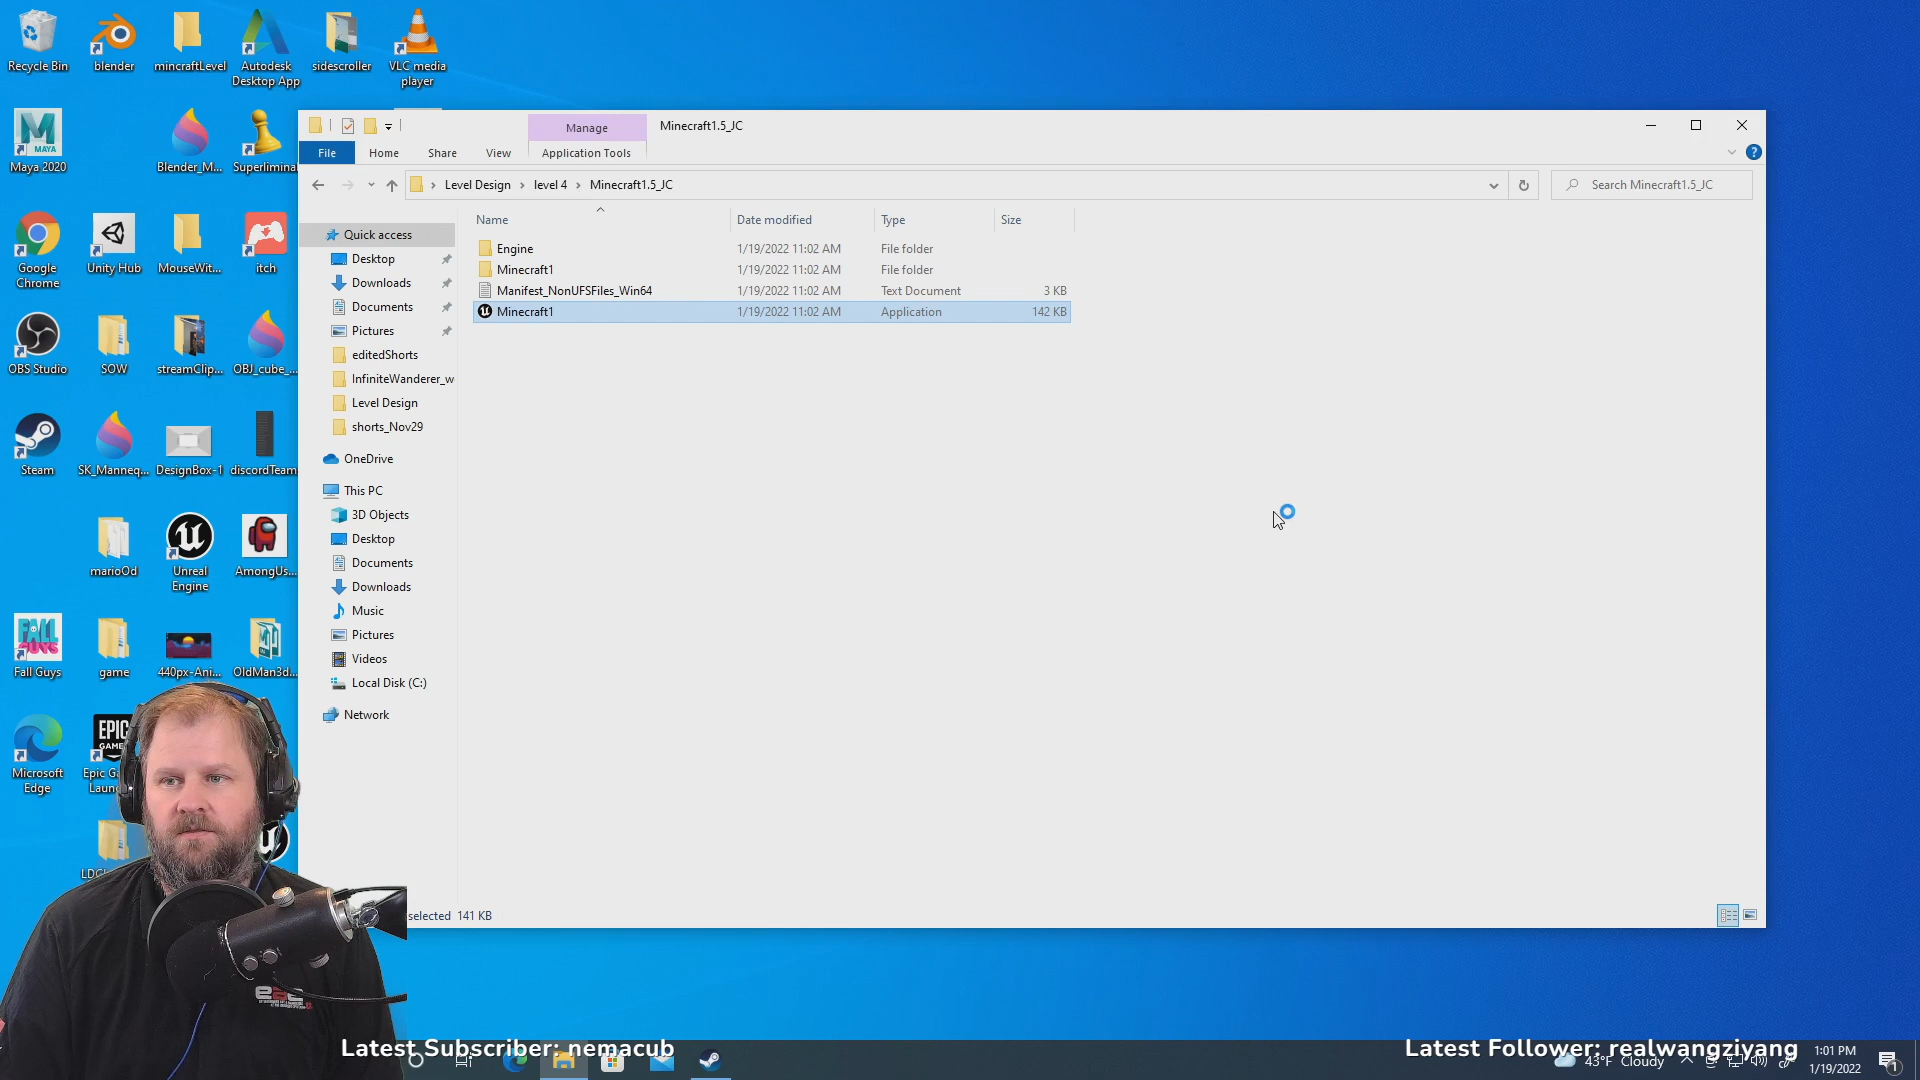 Recycle Bin
blender
mincraftLevel
Autodesk
Desktop App
sidescroller
VLC media
player
Maya 2020
Blender_M...
Superliminal
Google
Chrome
Unity Hub
MouseWit...
itch
OBS Studio
SOW
streamClip...
OBJ_cube_...
Steam
SK_Manneq...
DesignBox-1
discordTeam
marioOd
Unreal
Engine
AmongUs...
Fall Guys
game
440px-Ani...
OldMan3d...
Microsoft
Edge
EPIC
Manage
Minecraft1.5_JC
File
Home
Share
View
Application Tools
Level Design
level 4
Minecraft1.5_JC
Search Minecraft1.5_JC
Name
Date modified
Type
Size
Engine
1/19/2022 11:02 AM
File folder
Minecraft1
1/19/2022 11:02 AM
File folder
Manifest_NonUFSFiles_Win64
1/19/2022 11:02 AM
Text Document
3 KB
Minecraft1
1/19/2022 11:02 AM
Application
142 KB
Quick access
Desktop
Downloads
Documents
Pictures
editedShorts
InfiniteWanderer_w
Level Design
shorts_Nov29
OneDrive
This PC
3D Objects
Desktop
Documents
Downloads
Music
Pictures
Videos
Local Disk (C:)
Network
selected 141 KB
Latest Subscriber: nemacub
Latest Follower: realwangziyang
43°F Cloudy
1:01 PM
1/19/2022